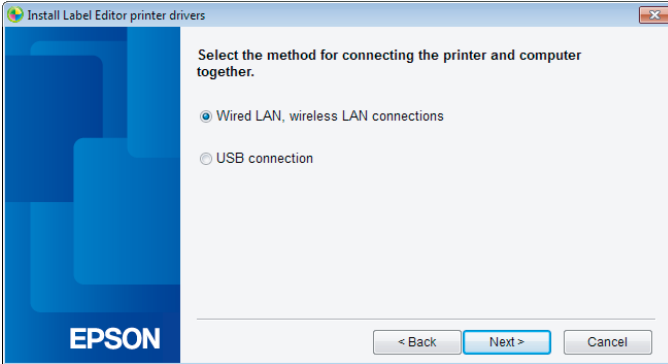 Install Label Editor printer drivers
Select the method for connecting the printer and computer
together.
Wired LAN, wireless LAN connections
USB connection
EPSON
< Back
Next >
Cancel